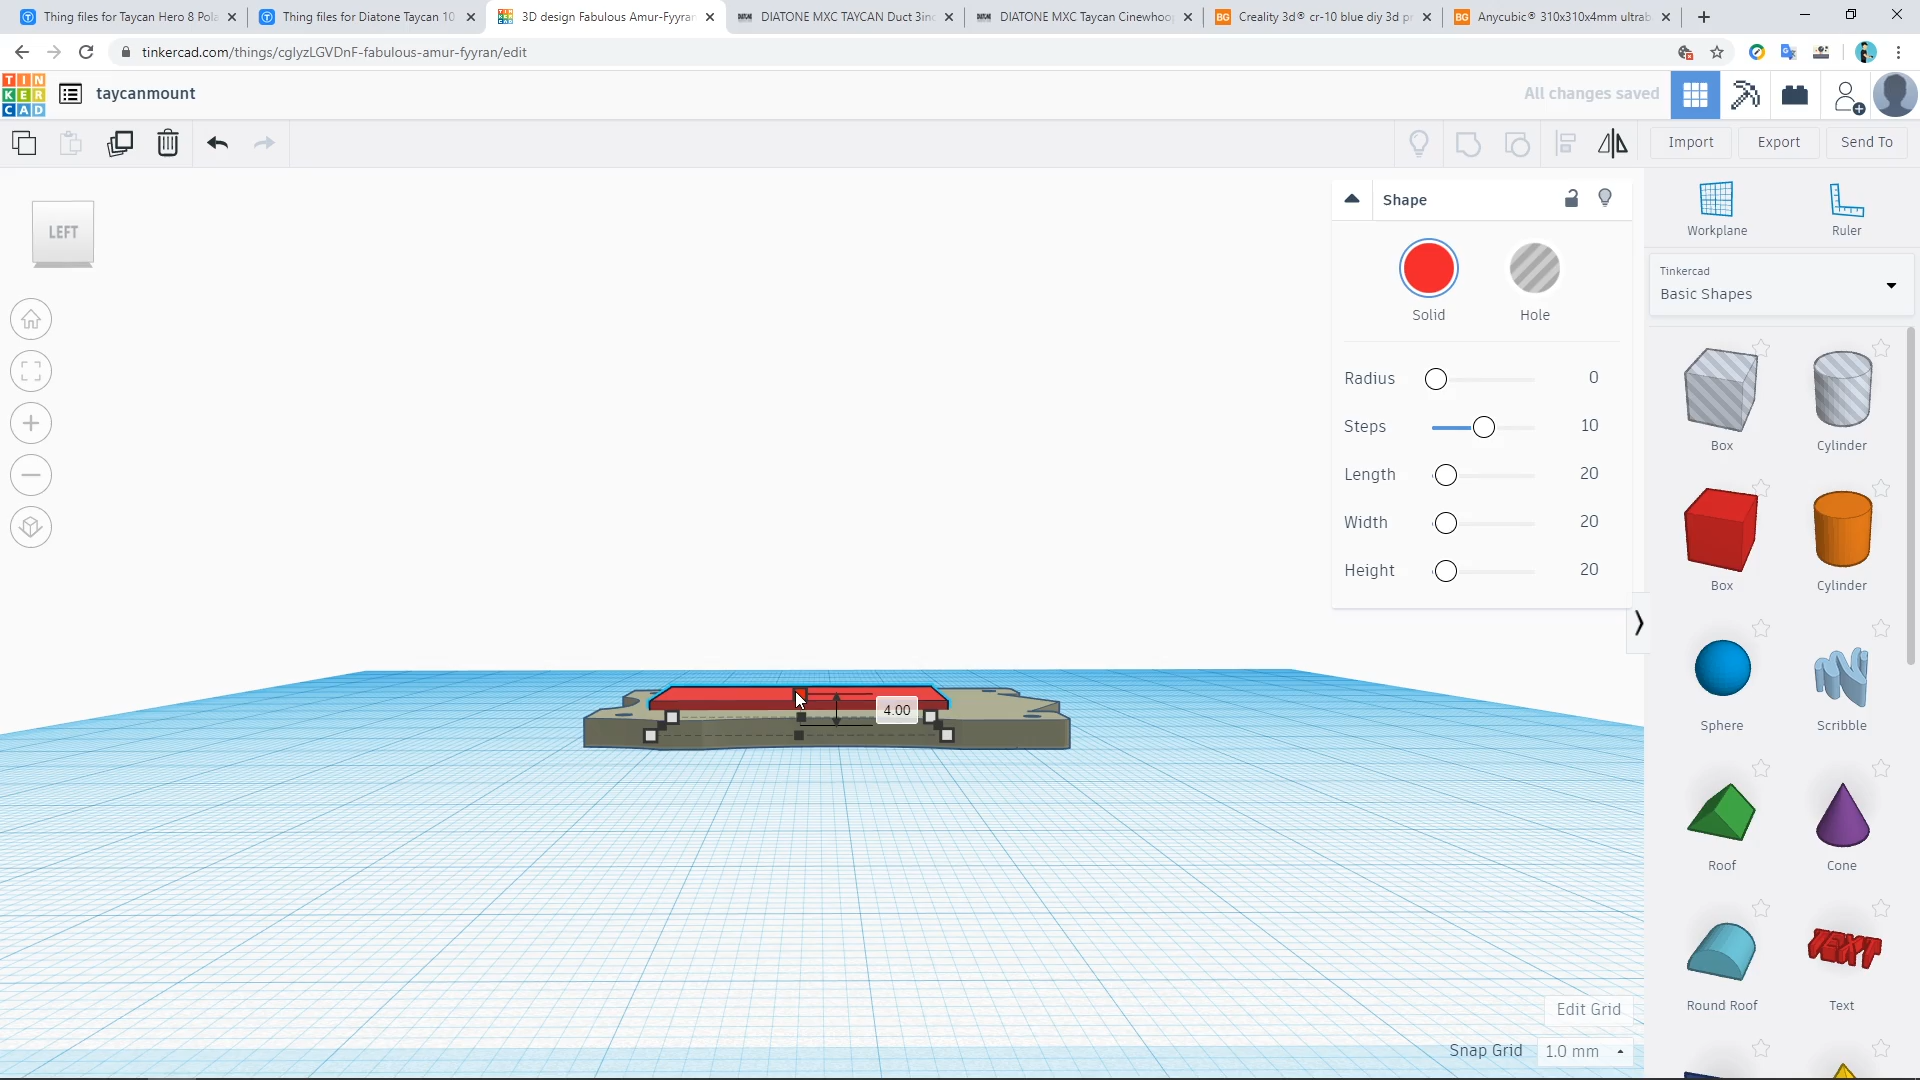 Thing files for Taycan Hero 8 Pola
Thing files for Diatone Taycan 10
3D design Fabulous Amur-Fyyran
DIATONE MXC TAYCAN Duct 3inc
DIATONE MXC Taycan Cinewhoo
BG Creality 3d® cr-10 blue diy 3d pr
BG Anycubic® 310x310x4mm ultrab
tinkercad.com/things/cglyzLGVDnF-fabulous-amur-fyyran/edit
TIN
KER
CAD
taycanmount
All changes saved
Import
Export
Send To
LEFT
Shape
Solid
Hole
Radius 0
Steps 10
Length 20
Width 20
Height 20
4.00
Workplane
Ruler
Tinkercad
Basic Shapes
Box
Cylinder
Box
Cylinder
Sphere
Scribble
Roof
Cone
Round Roof
TEXT
Text
Edit Grid
Snap Grid 1.0 mm